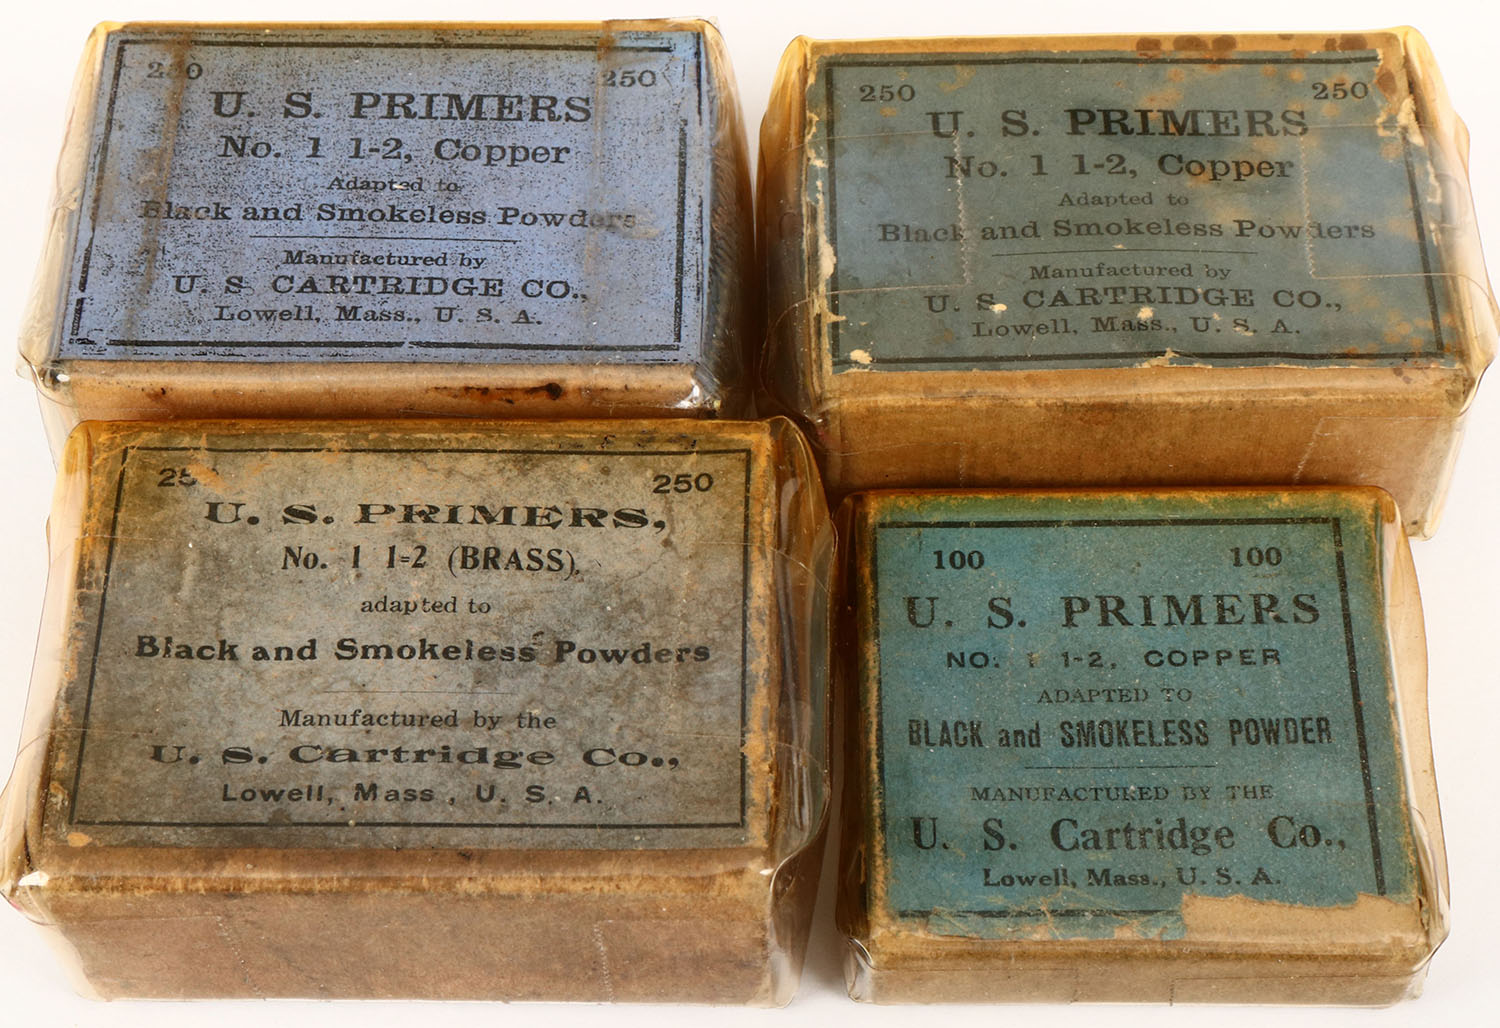 250 250
U. S. PRIMERS
No. 1 1-2, Copper
Adapted to
Black and Smokeless Powders
Manufactured by
U. S. CARTRIDGE CO.,
Lowell, Mass., U. S. A.
250 250
U. S. PRIMERS
No. 1 1-2, Copper
Adapted to
Black and Smokeless Powders
Manufactured by
U. S. CARTRIDGE CO.,
Lowell, Mass., U. S. A.
250 250
U. S. PRIMERS,
No. 1 1=2 (BRASS),
adapted to
Black and Smokeless Powders
Manufactured by the
U. S. Cartridge Co.,
Lowell, Mass., U. S. A.
100 100
U. S. PRIMERS
NO. 1 1-2, COPPER
ADAPTED TO
BLACK and SMOKELESS POWDER
MANUFACTURED BY THE
U. S. Cartridge Co.,
Lowell, Mass., U. S. A.